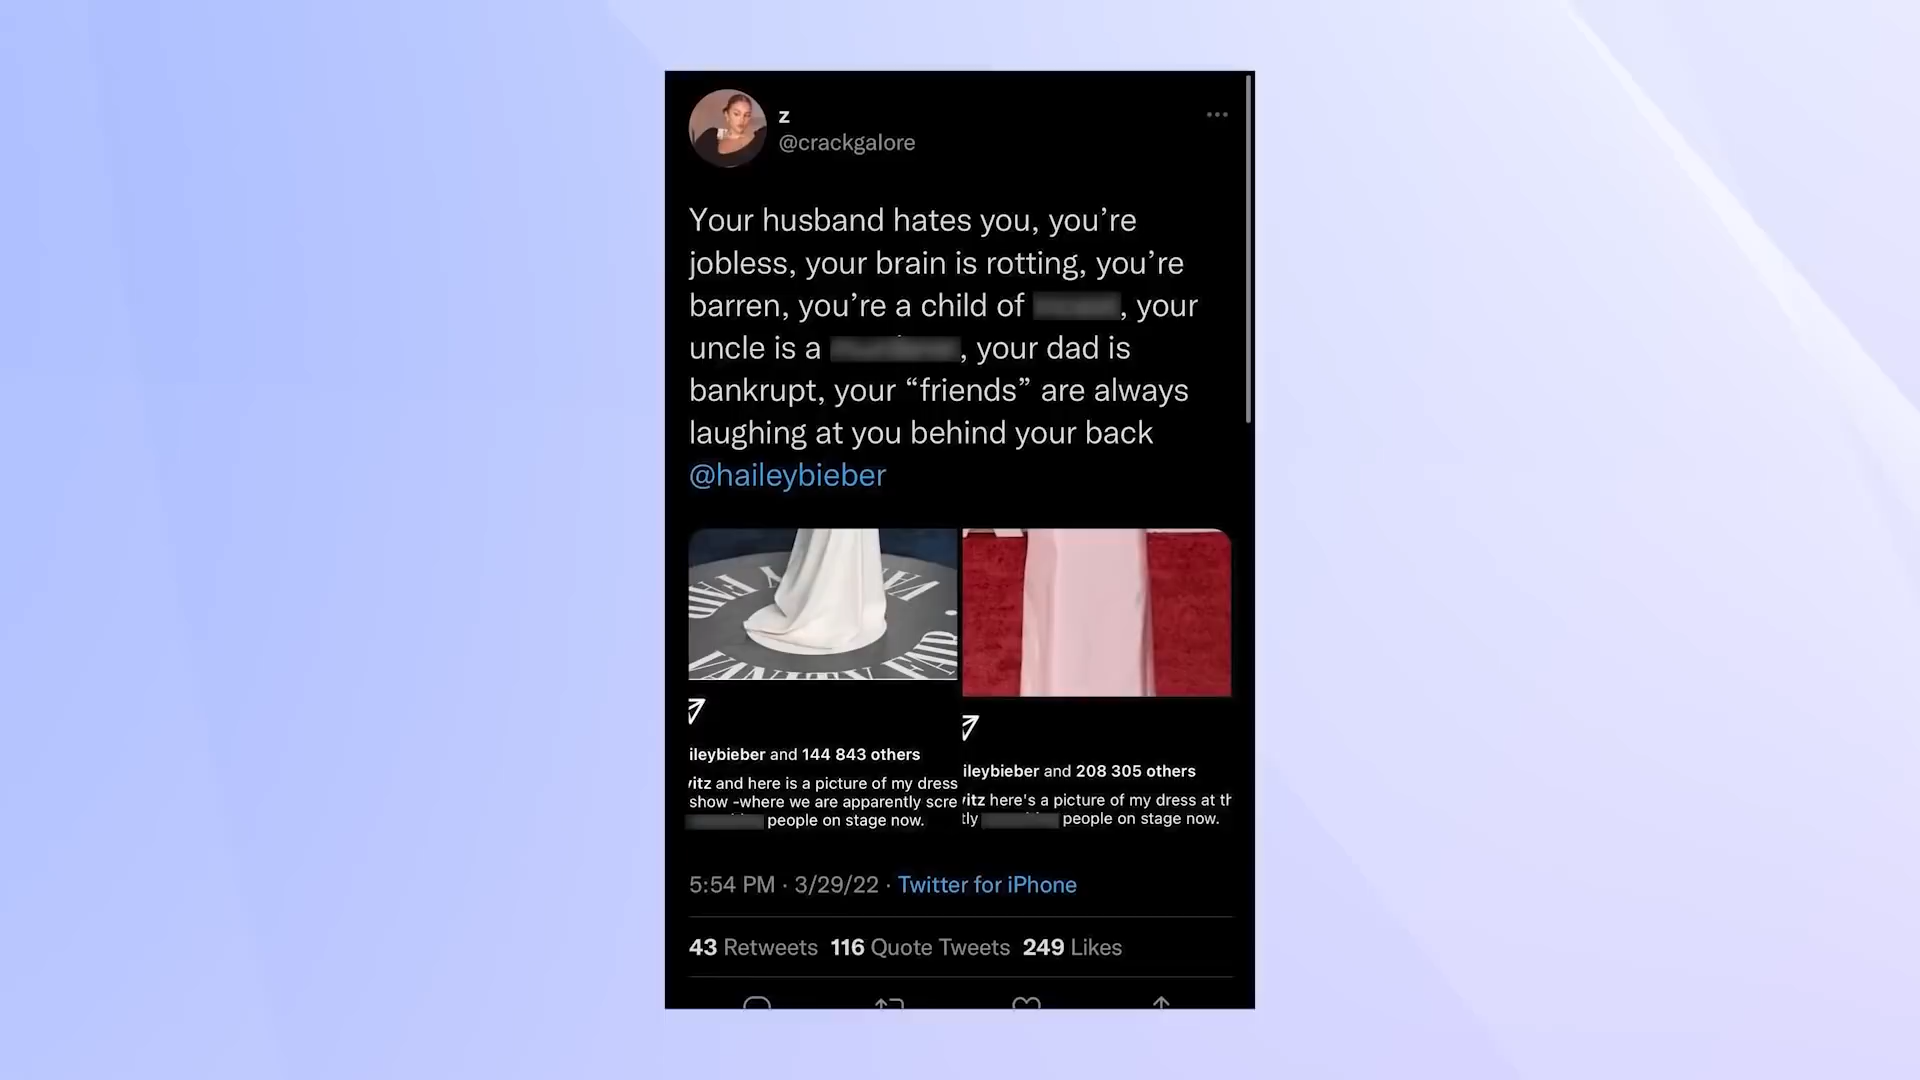 z
@crackgalore
Your husband hates you, you’re
jobless, your brain is rotting, you’re
barren, you’re a child of , your
uncle is a , your dad is
bankrupt, your “friends” are always
laughing at you behind your back
@haileybieber
VANITY FAIR
ileybieber and 144 843 others
vitz and here is a picture of my dress
show -where we are apparently scre
people on stage now.
ileybieber and 208 305 others
vitz here's a picture of my dress at th
tly people on stage now.
5:54 PM · 3/29/22 · Twitter for iPhone
43 Retweets 116 Quote Tweets 249 Likes